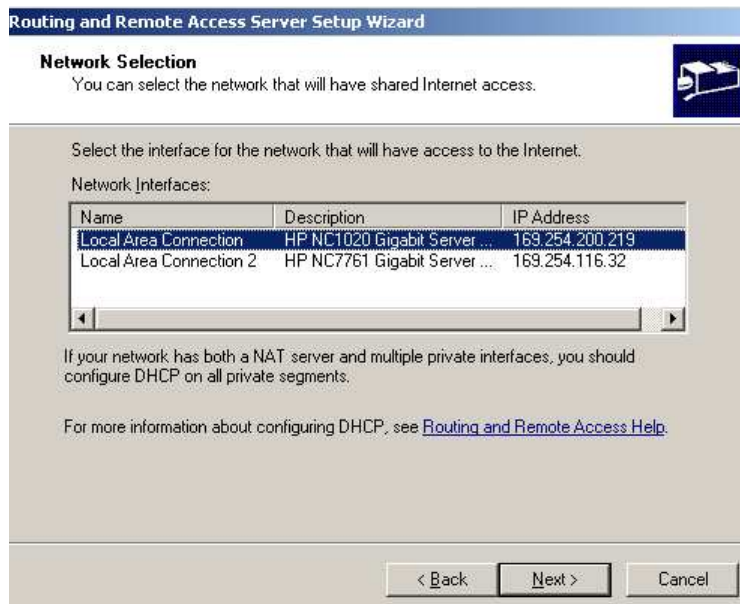 Routing and Remote Access Server Setup Wizard
Network Selection
You can select the network that will have shared Internet access.
Select the interface for the network that will have access to the Internet.
Network Interfaces:
Name Description IP Address
Local Area Connection HP NC1020 Gigabit Server ... 169.254.200.219
Local Area Connection 2 HP NC7761 Gigabit Server ... 169.254.116.32
If your network has both a NAT server and multiple private interfaces, you should
configure DHCP on all private segments.
For more information about configuring DHCP, see Routing and Remote Access Help.
< Back Next > Cancel